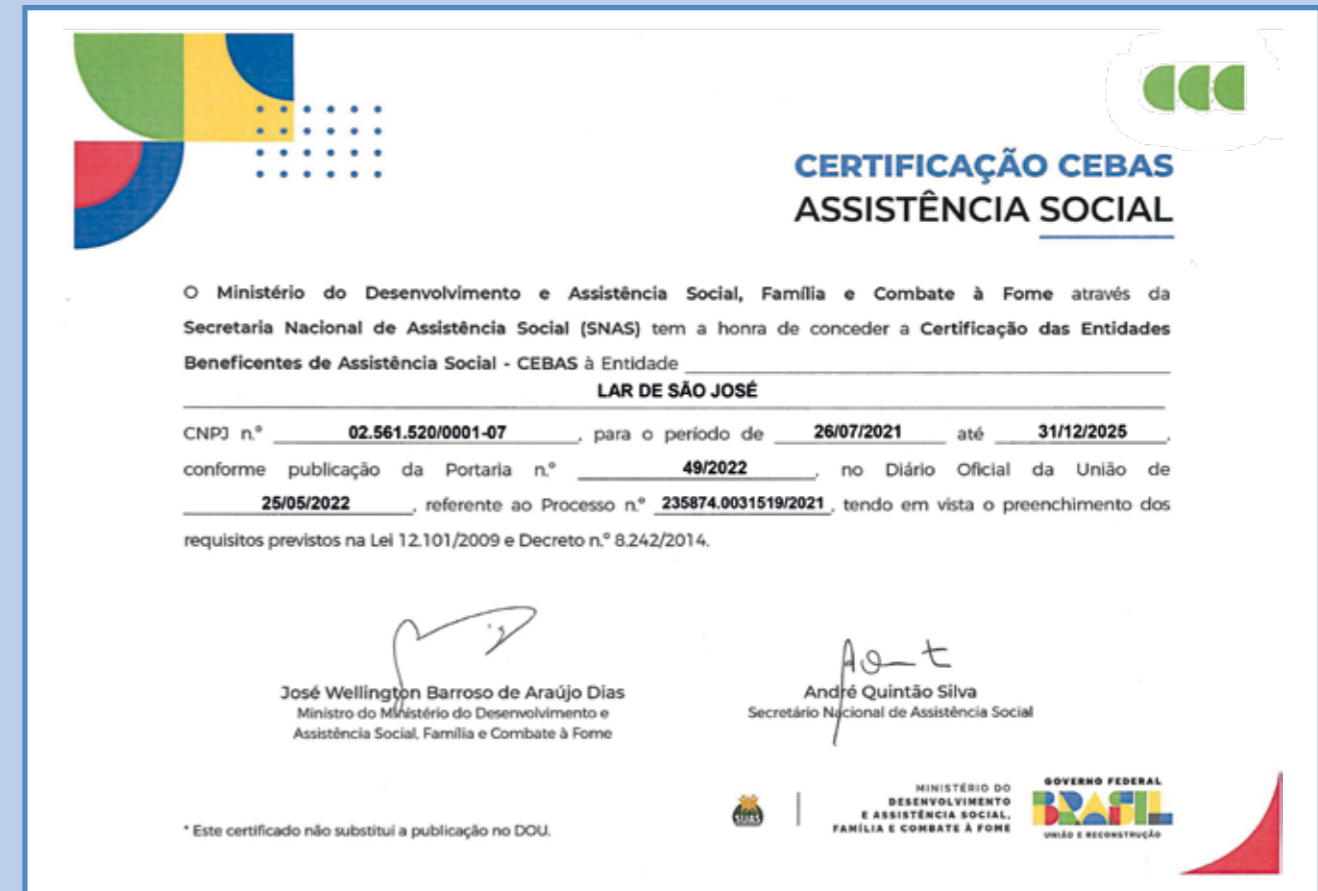 CERTIFICAÇÃO CEBAS
ASSISTÊNCIA SOCIAL
O Ministério do Desenvolvimento e Assistência Social, Família e Combate à Fome através da
Secretaria Nacional de Assistência Social (SNAS) tem a honra de conceder a Certificação das Entidades
Beneficentes de Assistência Social - CEBAS à Entidade
LAR DE SÃO JOSÉ
CNPJ n.º 02.561.520/0001-07, para o período de 26/07/2021 até 31/12/2025,
conforme publicação da Portaria n.º 49/2022, no Diário Oficial da União de
25/05/2022, referente ao Processo n.º 235874.0031519/2021, tendo em vista o preenchimento dos
requisitos previstos na Lei 12.101/2009 e Decreto n.º 8.242/2014.
José Wellington Barroso de Araújo Dias
Ministro do Ministério do Desenvolvimento e
Assistência Social, Família e Combate à Fome
André Quintão Silva
Secretário Nacional de Assistência Social
* Este certificado não substitui a publicação no DOU.
SUAS
MINISTÉRIO DO
DESENVOLVIMENTO
E ASSISTÊNCIA SOCIAL,
FAMÍLIA E COMBATE À FOME
GOVERNO FEDERAL
BRASIL
UNIÃO E RECONSTRUÇÃO